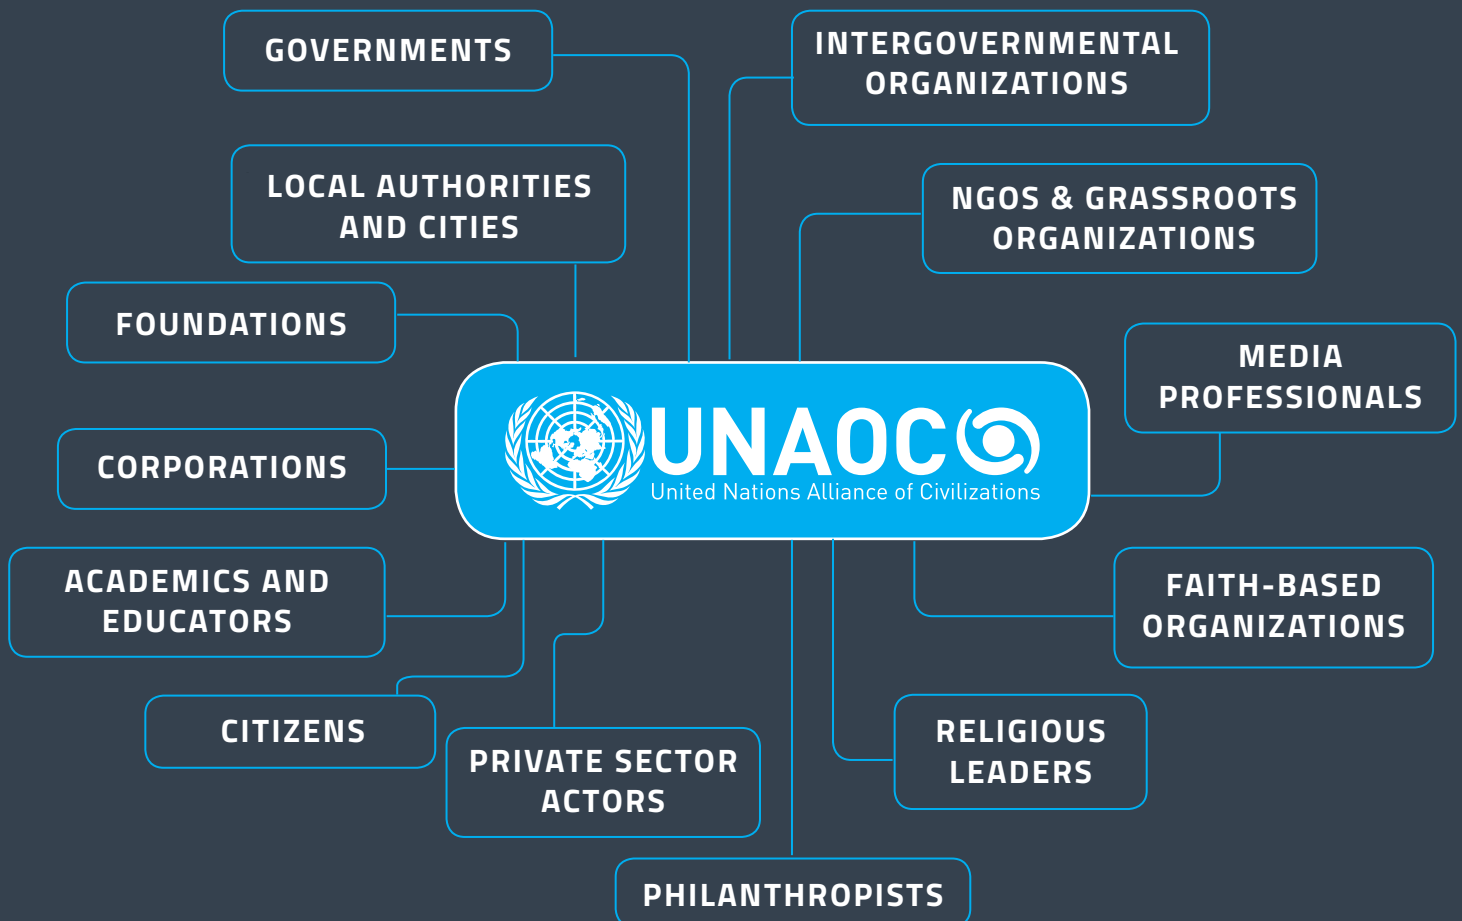 GOVERNMENTS
INTERGOVERNMENTAL
ORGANIZATIONS
LOCAL AUTHORITIES
AND CITIES
NGOS & GRASSROOTS
ORGANIZATIONS
FOUNDATIONS
MEDIA
PROFESSIONALS
UNAOC
United Nations Alliance of Civilizations
CORPORATIONS
ACADEMICS AND
EDUCATORS
FAITH-BASED
ORGANIZATIONS
CITIZENS
PRIVATE SECTOR
ACTORS
RELIGIOUS
LEADERS
PHILANTHROPISTS